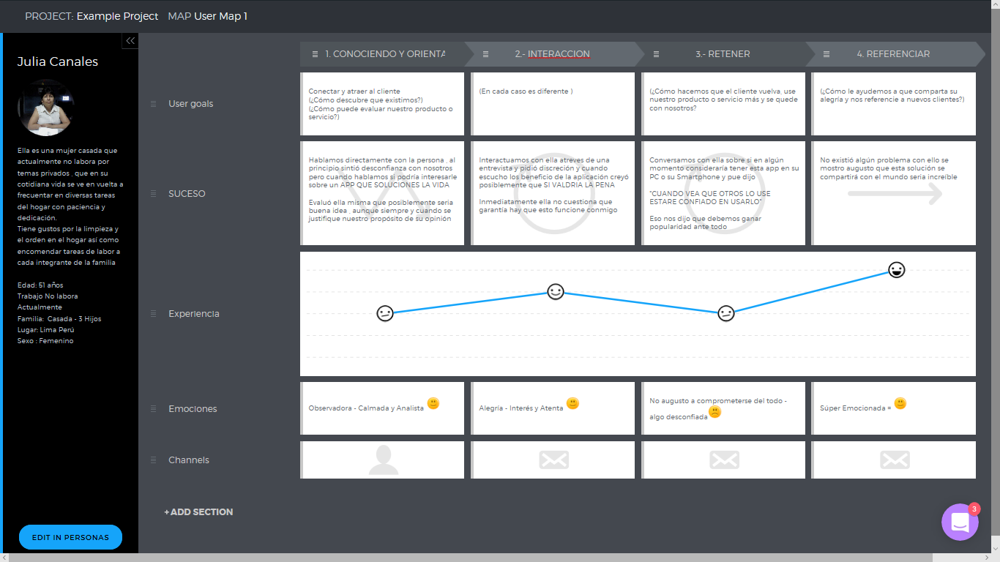 PROJECT: Example Project MAP User Map 1
Julia Canales
Ella es una mujer casada que
actualmente no labora por
temas privados , que en su
cotidiana vida se ve en vuelta a
frecuentar en diversas tareas
del hogar con paciencia y
dedicación.
Tiene gustos por la limpieza y
el orden en el hogar así como
encomendar tareas de labor a
cada integrante de la familia
Edad: 51 años
Trabajo No labora
Actualmente
Familia: Casada - 3 Hijos
Lugar: Lima Perú
Sexo : Femenino
EDIT IN PERSONAS
1. CONOCIENDO Y ORIENTA
2.- INTERACCION
3.- RETENER
4. REFERENCIAR
User goals
Conectar y atraer al cliente
(¿Cómo descubre que existimos?)
(¿Cómo puede evaluar nuestro producto o
servicio?)
(En cada caso es diferente )
(¿Cómo hacemos que el cliente vuelva, use
nuestro producto o servicio más y se quede
con nosotros?
(¿Cómo le ayudemos a que comparta su
alegría y nos referencie a nuevos clientes?)
SUCESO
Hablamos directamente con la persona , al
principio sintió desconfianza con nosotros
pero cuando hablamos si podría interesarle
sobre un APP QUE SOLUCIONES LA VIDA
Evaluó ella misma que posiblemente seria
buena idea , aunque siempre y cuando se
justifique nuestro propósito de su opinión
Interactuamos con ella atreves de una
entrevista y pidió discreción y cuando
escucho los beneficio de la aplicación creyó
posiblemente que SI VALDRIA LA PENA
Inmediatamente ella no cuestiona que
garantía hay que esto funcione conmigo
Conversamos con ella sobre si en algún
momento consideraría tener esta app en su
PC o su Smartphone y pue dijo
"CUANDO VEA QUE OTROS LO USE
ESTARE CONFIADO EN USARLO"
Eso nos dijo que debemos ganar
popularidad ante todo
No existió algún problema con ello se
mostro augusto que esta solución se
compartirá con el mundo sería increíble
Experiencia
Emociones
Observadora - Calmada y Analista
Alegría - Interés y Atenta
No augusto a comprometerse del todo -
algo desconfiada
Súper Emocionada =
Channels
+ ADD SECTION
3